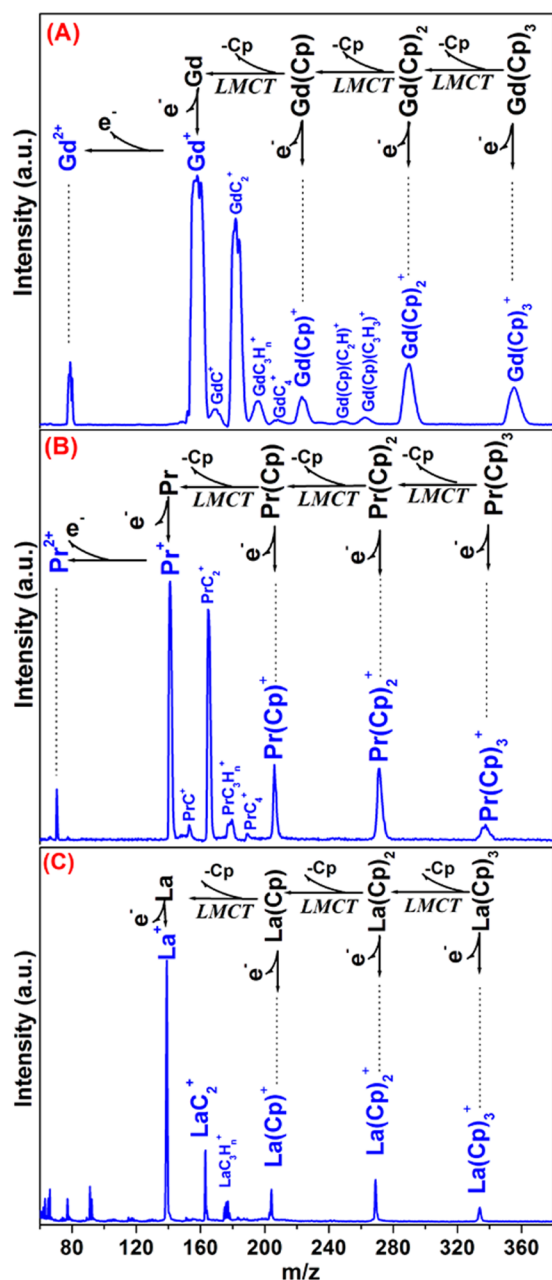 (A)
-Cp -Cp -Cp
Gd Gd(Cp) Gd(Cp)₂ Gd(Cp)₃
LMCT LMCT LMCT
e⁻ e⁻ e⁻ e⁻ e⁻
Gd²⁺ Gd⁺
GdC₂⁺
GdC⁺ GdC₃Hₙ⁺ GdC₄⁺ Gd(Cp)⁺ Gd(Cp)(C₂H)⁺ Gd(Cp)(C₃H₃)⁺ Gd(Cp)₂⁺ Gd(Cp)₃⁺
Intensity (a.u.)
(B)
-Cp -Cp -Cp
Pr Pr(Cp) Pr(Cp)₂ Pr(Cp)₃
LMCT LMCT LMCT
e⁻ e⁻ e⁻ e⁻ e⁻
Pr²⁺ Pr⁺
PrC₂⁺
PrC⁺ PrC₃Hₙ⁺ PrC₄⁺ Pr(Cp)⁺ Pr(Cp)₂⁺ Pr(Cp)₃⁺
Intensity (a.u.)
(C)
-Cp -Cp -Cp
La La(Cp) La(Cp)₂ La(Cp)₃
LMCT LMCT LMCT
e⁻ e⁻ e⁻ e⁻
La⁺
LaC₂⁺ LaC₃Hₙ⁺ La(Cp)⁺ La(Cp)₂⁺ La(Cp)₃⁺
Intensity (a.u.)
80 120 160 200 240 280 320 360
m/z